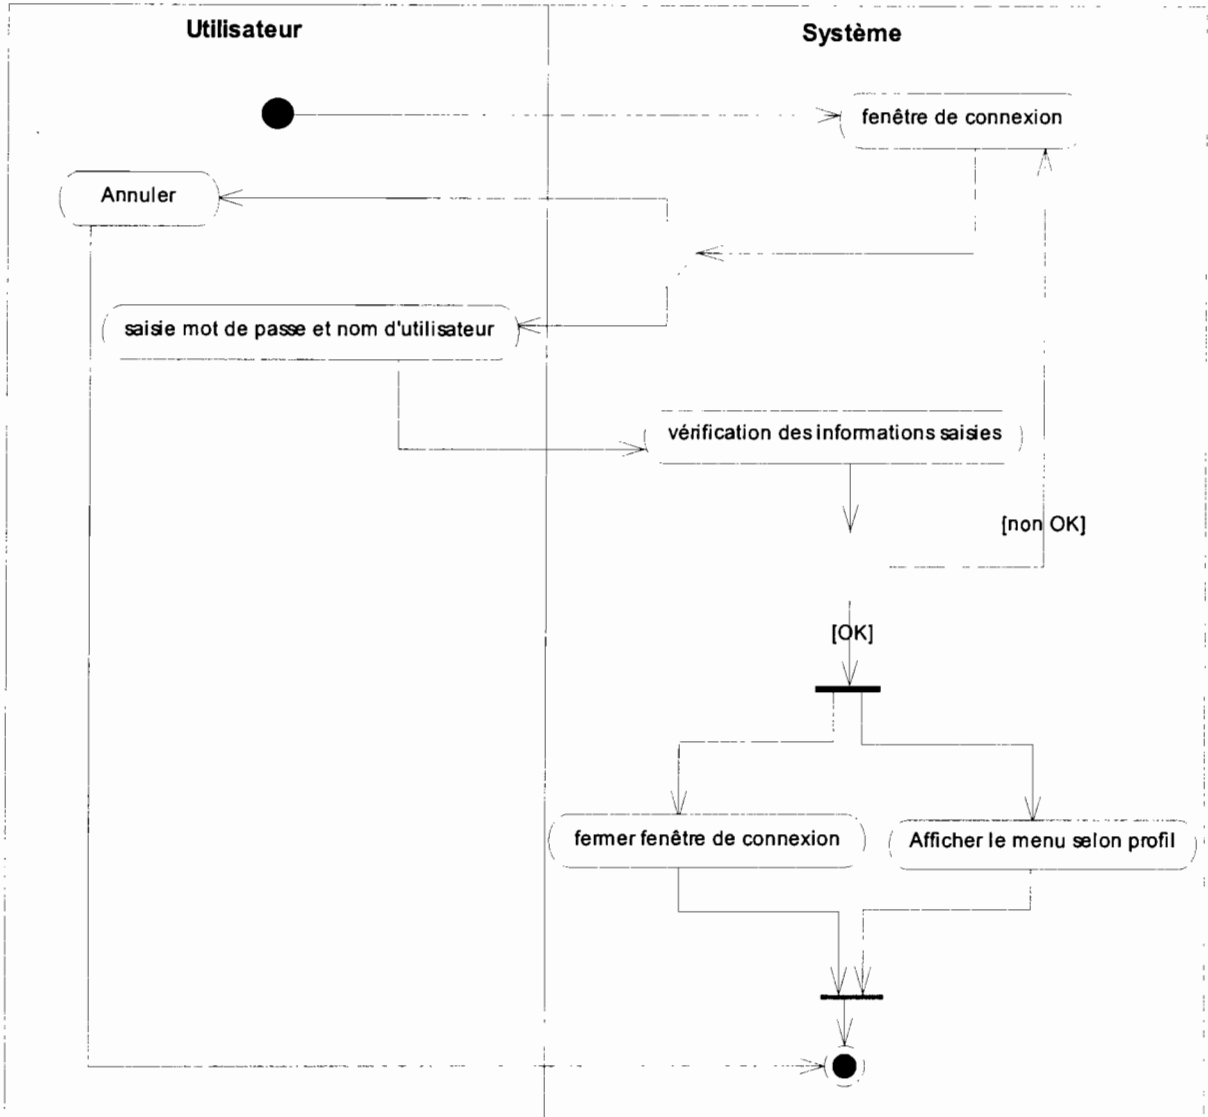 Utilisateur
Système
fenêtre de connexion
Annuler
saisie mot de passe et nom d'utilisateur
vérification des informations saisies
[non OK]
[OK]
fermer fenêtre de connexion
Afficher le menu selon profil